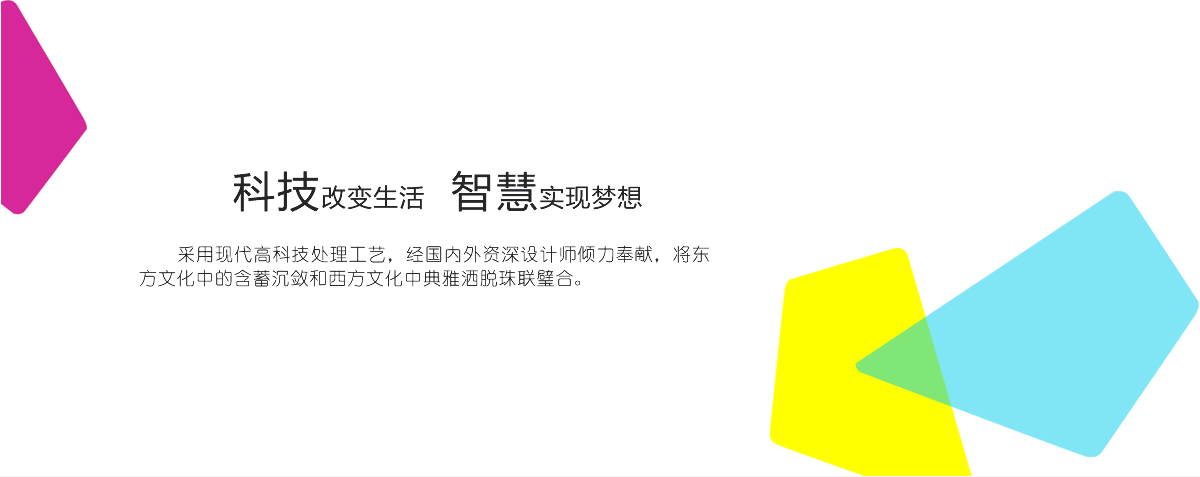 科技改变生活 智慧实现梦想
采用现代高科技处理工艺，经国内外资深设计师倾力奉献，将东
方文化中的含蓄沉敛和西方文化中典雅洒脱珠联璧合。